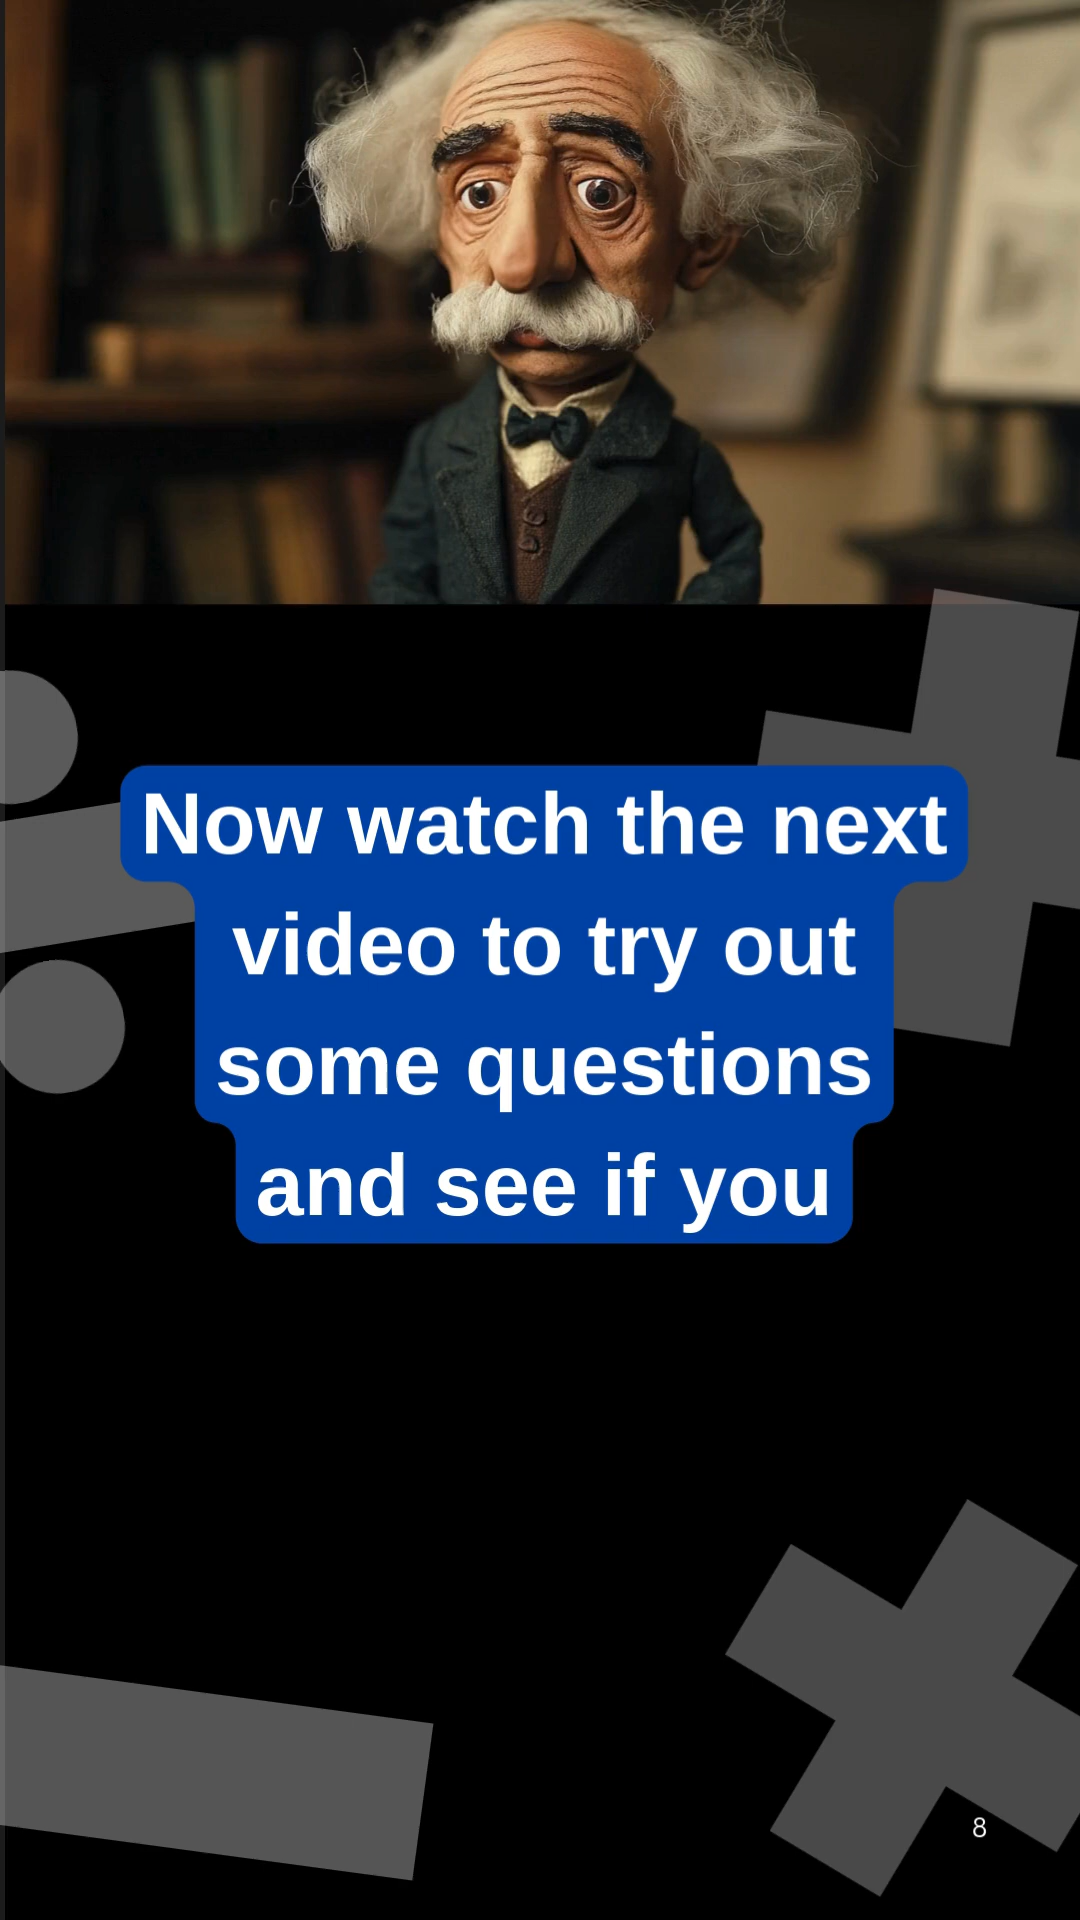 Now watch the next
video to try out
some questions
and see if you
8